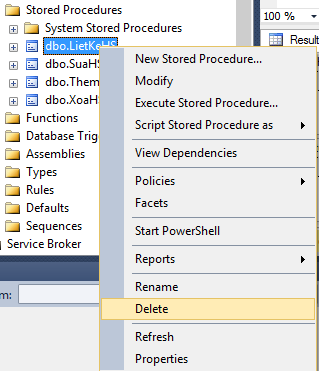 Stored Procedures
System Stored Procedures
dbo.LietKeHS
dbo.SuaHS
dbo.Them
dbo.XoaHS
Functions
Database Trigg
Assemblies
Types
Rules
Defaults
Sequences
Service Broker
New Stored Procedure...
Modify
Execute Stored Procedure...
Script Stored Procedure as
View Dependencies
Policies
Facets
Start PowerShell
Reports
Rename
Delete
Refresh
Properties
100 %
Result
m: